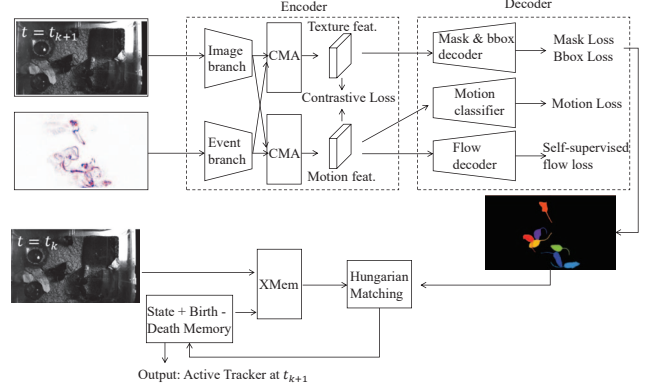 Encoder
Decoder
t = t_{k+1}
Image
branch
CMA
Texture feat.
Mask & bbox
decoder
Mask Loss
Bbox Loss
Contrastive Loss
Motion
classifier
Motion Loss
Event
branch
CMA
Motion feat.
Flow
decoder
Self-supervised
flow loss
t = t_k
XMem
Hungarian
Matching
State + Birth -
Death Memory
Output: Active Tracker at t_{k+1}